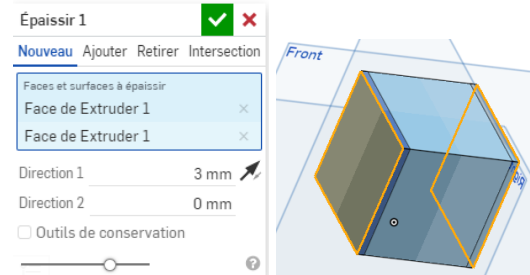 Épaissir 1
Nouveau Ajouter Retirer Intersection
Faces et surfaces à épaissir
Face de Extruder 1
Face de Extruder 1
Direction 1 3 mm
Direction 2 0 mm
Outils de conservation
Front